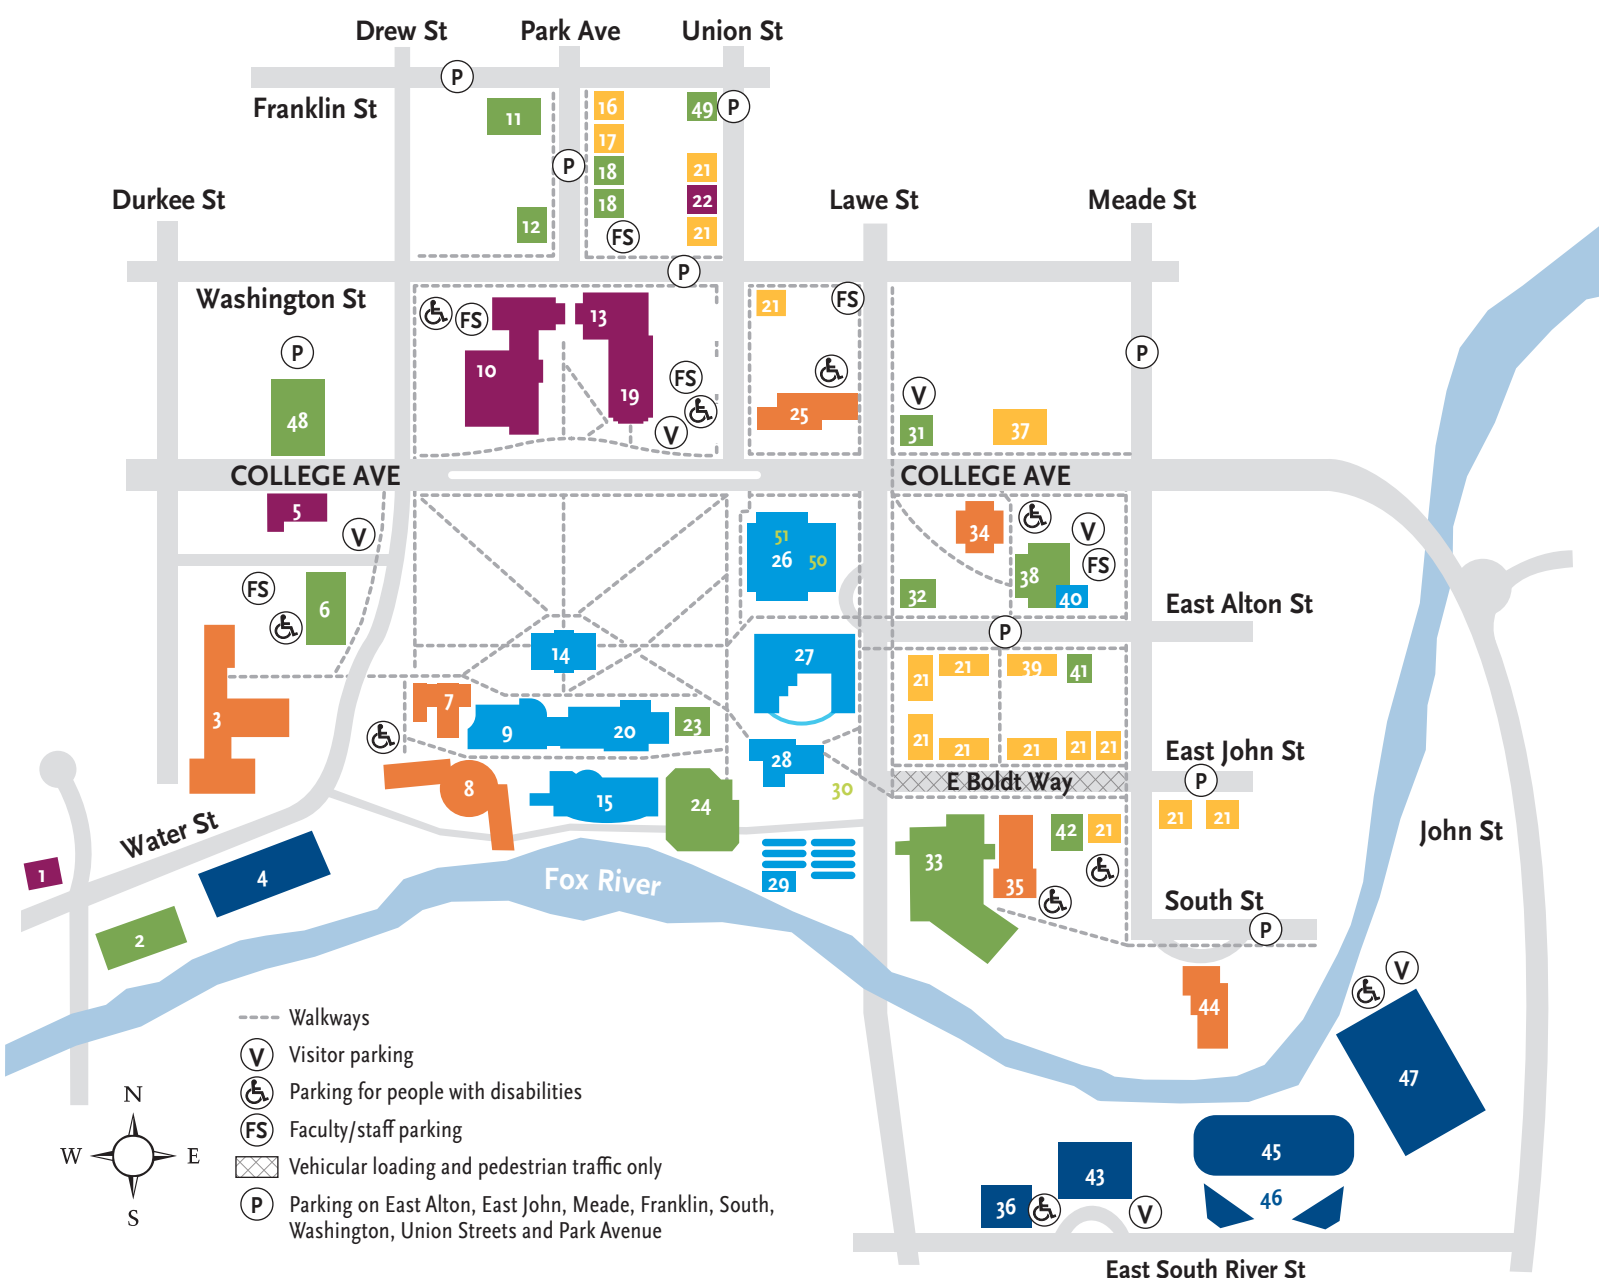 Drew St Park Ave Union St
P
Franklin St
11 16 49 P
17
P 18 21
Durkee St 18 22 Lawe St Meade St
12 FS 21
P
Washington St
FS 13 21 FS
P 10 19 FS P
V
48 V 25 31 37
COLLEGE AVE COLLEGE AVE
5 V
51 26 50 34 V
FS 6 38 FS
32 40 East Alton St
P
14 27
21 21 39 41
3 7 9 20 23
21 21 21 21 21 East John St
28
8 15 24 30 E Boldt Way P
21 21
Water St 42 21 John St
1 4 33
Fox River 29 35
2 South St
P
V
44
Walkways
V Visitor parking
Parking for people with disabilities
FS Faculty/staff parking
Vehicular loading and pedestrian traffic only
P Parking on East Alton, East John, Meade, Franklin, South,
Washington, Union Streets and Park Avenue
N
W E
S
47
45
43
36 V 46
East South River St